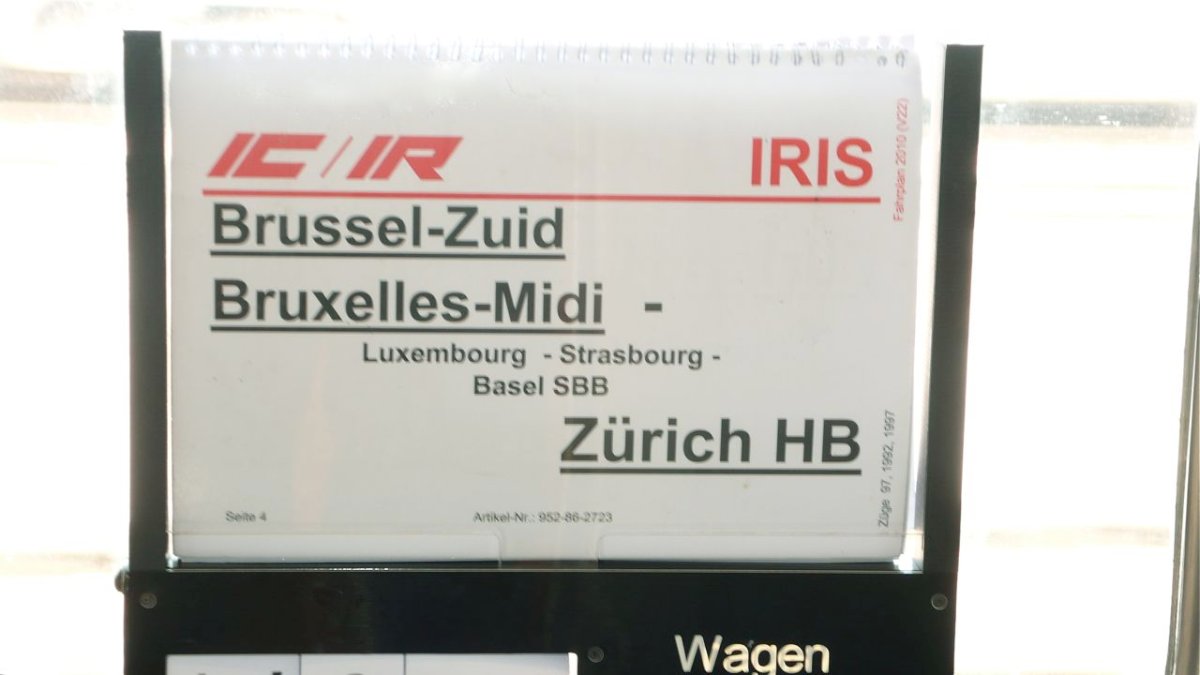 IC/IR IRIS
Brussel-Zuid
Bruxelles-Midi -
Luxembourg - Strasbourg -
Basel SBB
Zürich HB
Seite 4 Artikel-Nr.: 952-86-2723
Fahrplan 2010 (V22)
Züge 97, 1992, 1997
Wagen